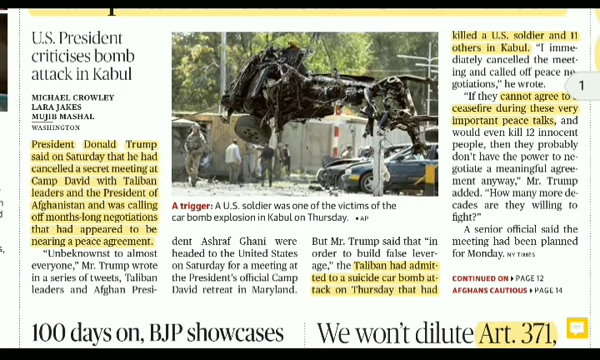 U.S. President
criticises bomb
attack in Kabul
MICHAEL CROWLEY
LARA JAKES
MUJIB MASHAL
WASHINGTON
President Donald Trump
said on Saturday that he had
cancelled a secret meeting at
Camp David with Taliban
leaders and the President of
Afghanistan and was calling
off months-long negotiations
that had appeared to be
nearing a peace agreement.
“Unbeknownst to almost
everyone,” Mr. Trump wrote
in a series of tweets, Taliban
leaders and Afghan Presi-
A trigger: A U.S. soldier was one of the victims of the
car bomb explosion in Kabul on Thursday. • AP
dent Ashraf Ghani were
headed to the United States
on Saturday for a meeting at
the President's official Camp
David retreat in Maryland.
But Mr. Trump said that “in
order to build false lever-
age,” the Taliban had admit-
ted to a suicide car bomb at-
tack on Thursday that had
killed a U.S. soldier and 11
others in Kabul. “I imme-
diately cancelled the meet-
ing and called off peace ne-
gotiations,” he wrote.
“If they cannot agree to
ceasefire during these very
important peace talks, and
would even kill 12 innocent
people, then they probably
don't have the power to ne-
gotiate a meaningful agree-
ment anyway,” Mr. Trump
added. “How many more de-
cades are they willing to
fight?”
A senior official said the
meeting had been planned
for Monday. NY TIMES
CONTINUED ON PAGE 12
AFGHANS CAUTIOUS PAGE 14
1
100 days on, BJP showcases
We won't dilute Art. 371,